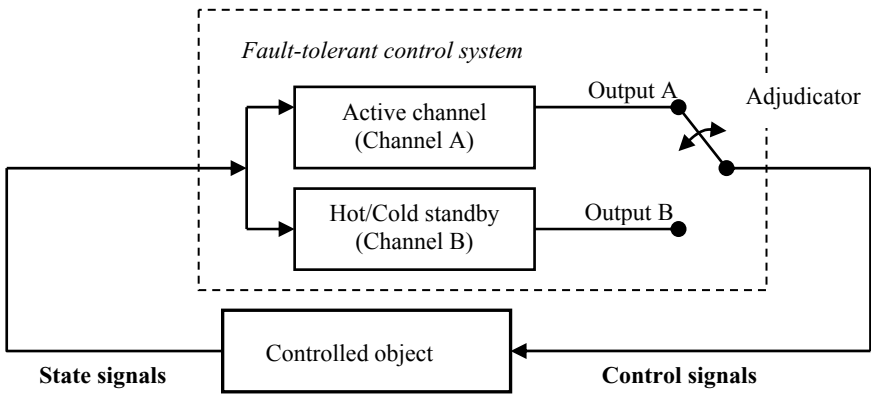 Fault-tolerant control system
Active channel
(Channel A)
Output A
Adjudicator
Hot/Cold standby
(Channel B)
Output B
Controlled object
State signals
Control signals